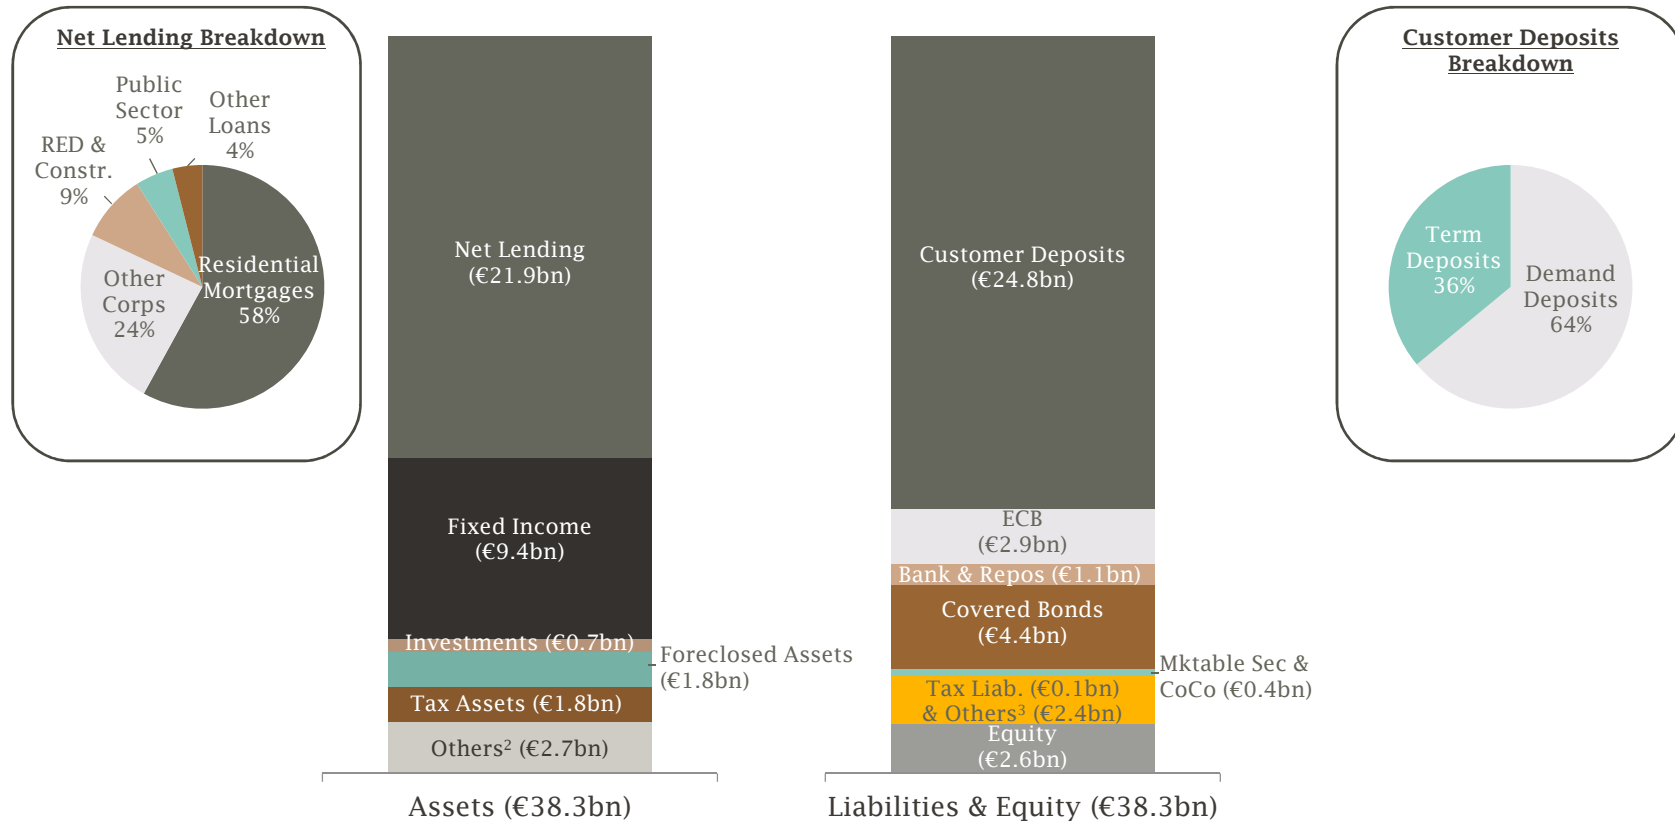 Net Lending Breakdown
Public
Sector
5%
Other
Loans
4%
RED &
Constr.
9%
Other
Corps
24%
Residential
Mortgages
58%
Net Lending
(€21.9bn)
Fixed Income
(€9.4bn)
Investments (€0.7bn)
Foreclosed Assets
(€1.8bn)
Tax Assets (€1.8bn)
Others² (€2.7bn)
Assets (€38.3bn)
Customer Deposits
(€24.8bn)
ECB
(€2.9bn)
Bank & Repos (€1.1bn)
Covered Bonds
(€4.4bn)
Mktable Sec &
CoCo (€0.4bn)
Tax Liab. (€0.1bn)
& Others³ (€2.4bn)
Equity
(€2.6bn)
Liabilities & Equity (€38.3bn)
Customer Deposits
Breakdown
Term
Deposits
36%
Demand
Deposits
64%